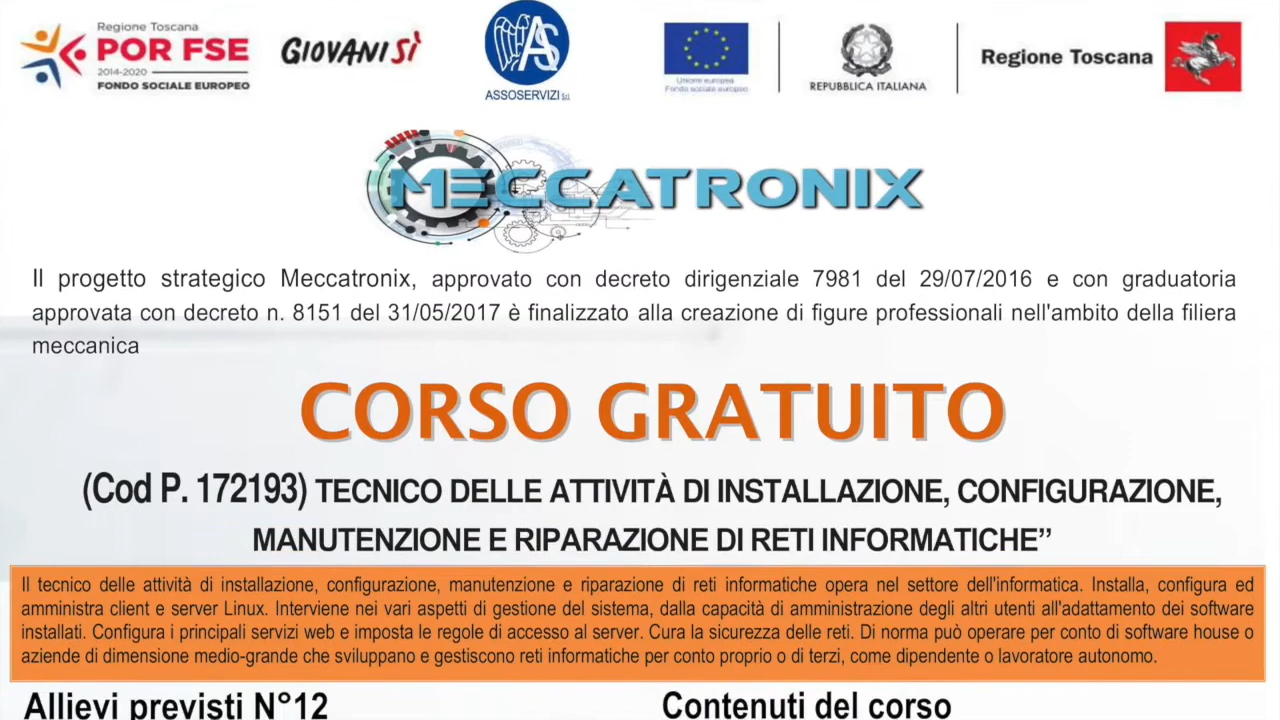 Regione Toscana
POR FSE
2014-2020
FONDO SOCIALE EUROPEO
GIOVANISÌ
AS
ASSOSERVIZI S.r.l.
Unione europea
Fondo sociale europeo
REPUBBLICA ITALIANA
Regione Toscana
MECCATRONIX
Il progetto strategico Meccatronix, approvato con decreto dirigenziale 7981 del 29/07/2016 e con graduatoria
approvata con decreto n. 8151 del 31/05/2017 è finalizzato alla creazione di figure professionali nell'ambito della filiera
meccanica
CORSO GRATUITO
(Cod P. 172193) TECNICO DELLE ATTIVITÀ DI INSTALLAZIONE, CONFIGURAZIONE,
MANUTENZIONE E RIPARAZIONE DI RETI INFORMATICHE”
Il tecnico delle attività di installazione, configurazione, manutenzione e riparazione di reti informatiche opera nel settore dell'informatica. Installa, configura ed
amministra client e server Linux. Interviene nei vari aspetti di gestione del sistema, dalla capacità di amministrazione degli altri utenti all'adattamento dei software
installati. Configura i principali servizi web e imposta le regole di accesso al server. Cura la sicurezza delle reti. Di norma può operare per conto di software house o
aziende di dimensione medio-grande che sviluppano e gestiscono reti informatiche per conto proprio o di terzi, come dipendente o lavoratore autonomo.
Allievi previsti N°12
Contenuti del corso